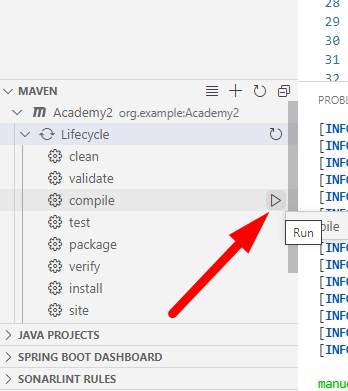 28
29
30
31
32
MAVEN
Academy2 org.example:Academy2
Lifecycle
clean
validate
compile
test
package
verify
install
site
JAVA PROJECTS
SPRING BOOT DASHBOARD
SONARLINT RULES
Run
PROBL
[INFO
[INFO
[INFO
[INFO
[INFO
pile
[INFO
[INFO
[INFO
[INFO
[INFO
[INFO
[INFO
manu